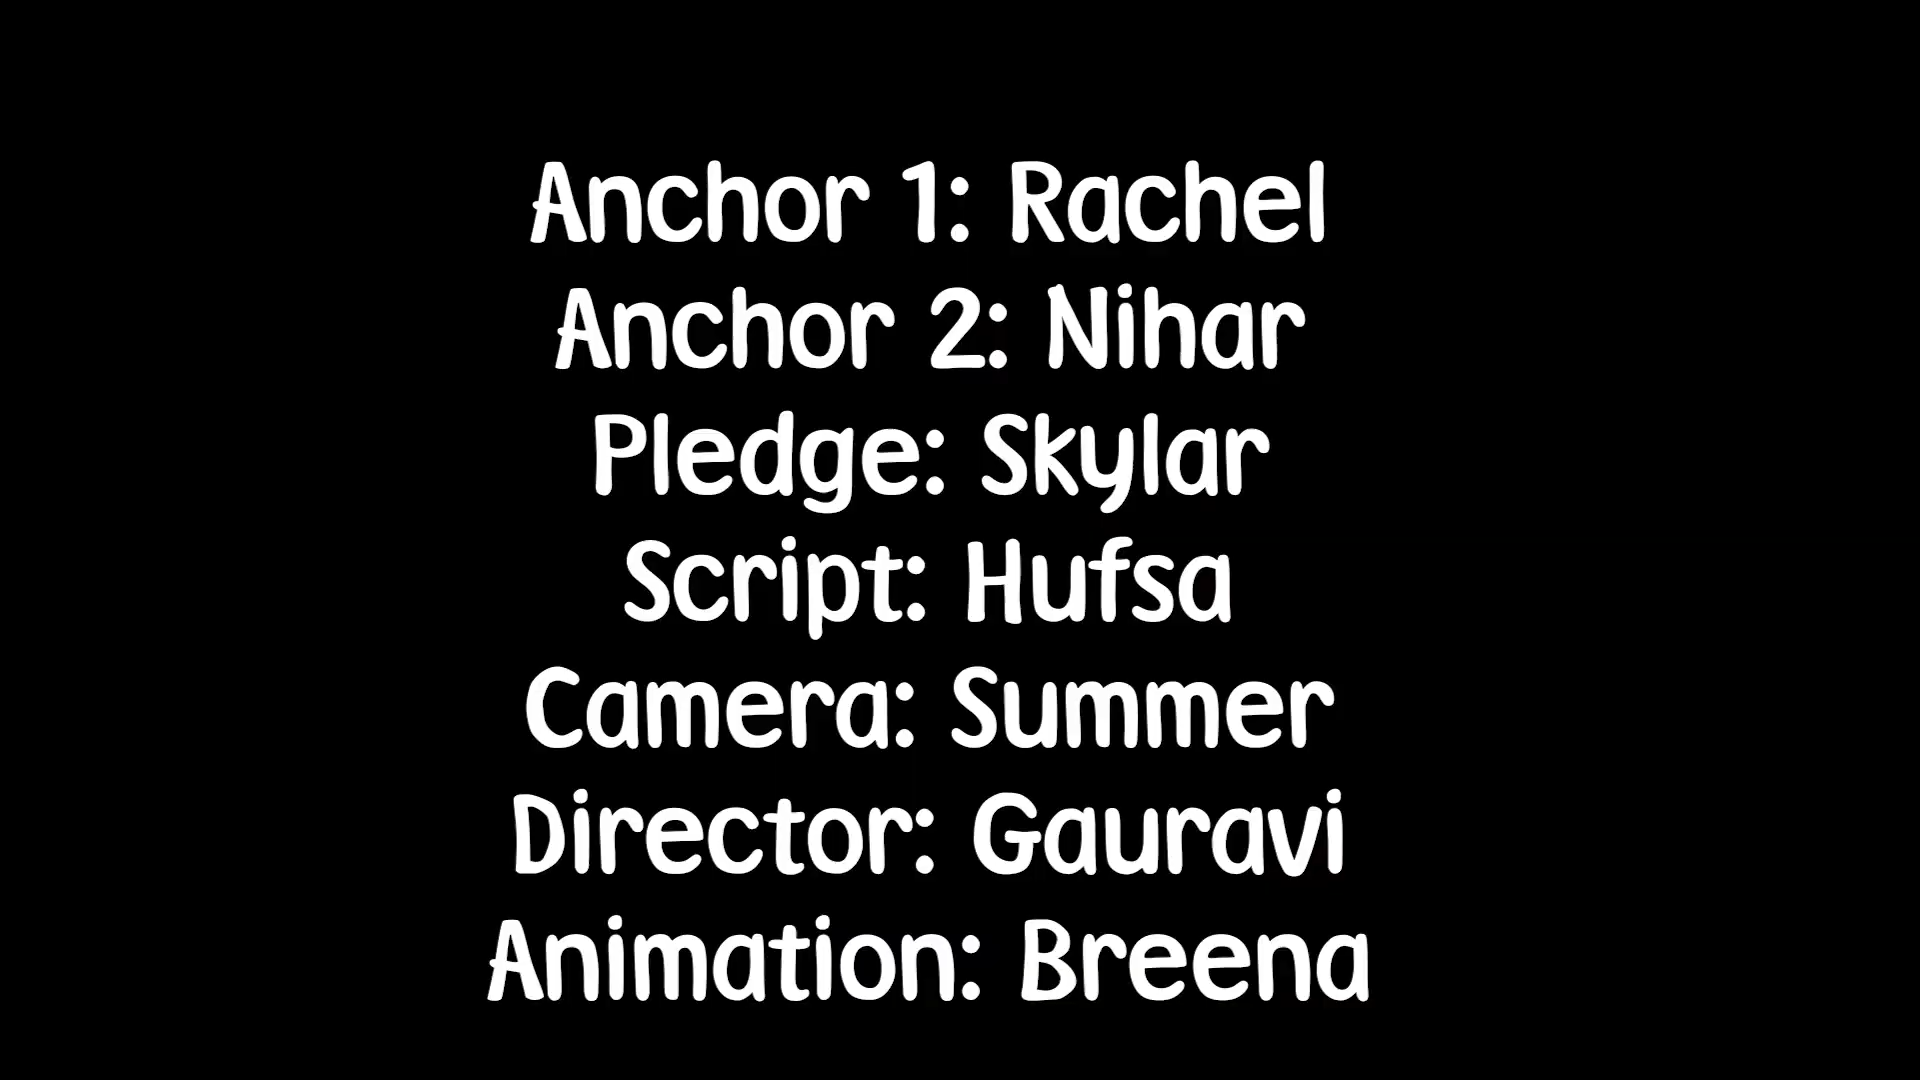 Anchor 1: Rachel
Anchor 2: Nihar
Pledge: Skylar
Script: Hufsa
Camera: Summer
Director: Gauravi
Animation: Breena